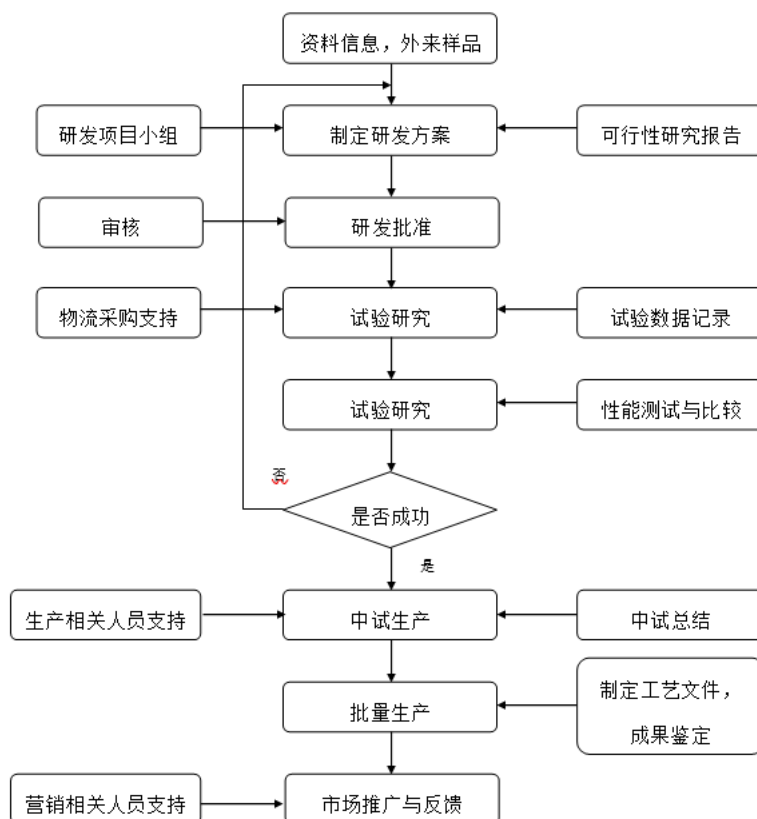 资料信息，外来样品
研发项目小组
制定研发方案
可行性研究报告
审核
研发批准
物流采购支持
试验研究
试验数据记录
试验研究
性能测试与比较
否
是否成功
是
生产相关人员支持
中试生产
中试总结
批量生产
制定工艺文件，
成果鉴定
营销相关人员支持
市场推广与反馈